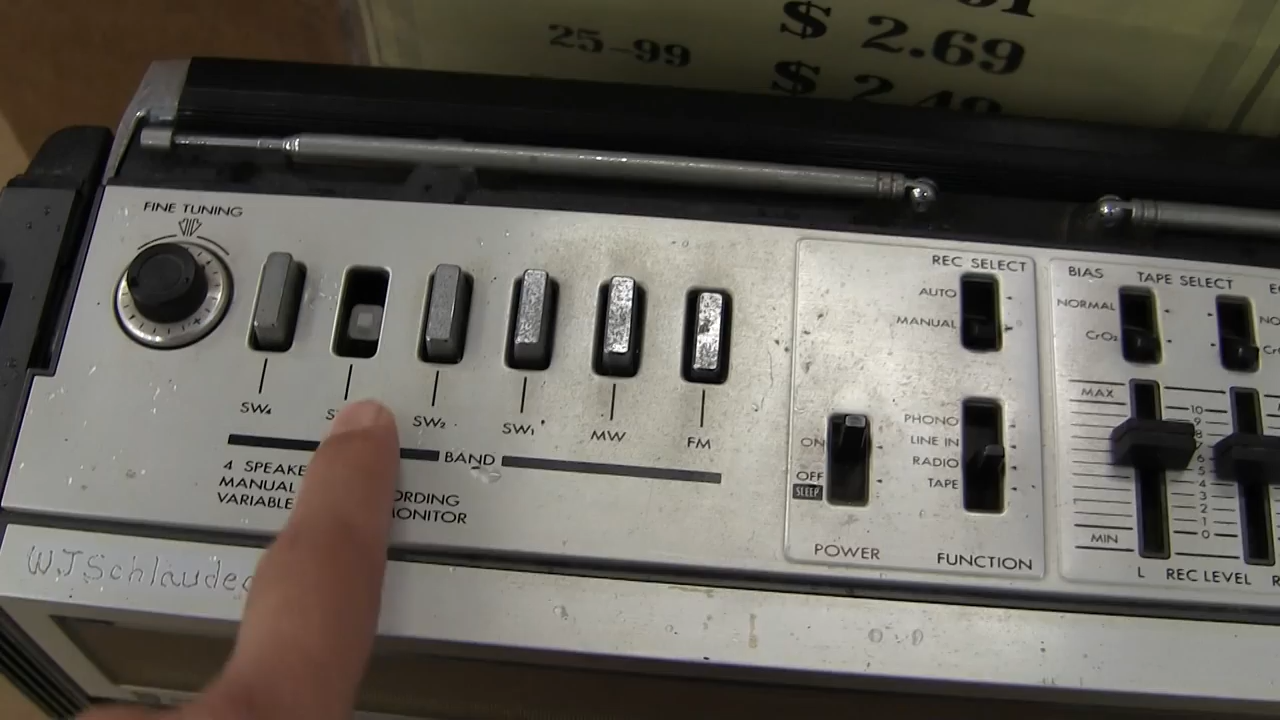 $ 2.69
25-99
$ 2.49
FINE TUNING
SW4
SW2
SW1
MW
FM
BAND
4 SPEAKE
MANUAL ORDING
VARIABLE MONITOR
W.J Schlaudec
REC SELECT
AUTO
MANUAL
ON
OFF
SLEEP
POWER
PHONO
LINE IN
RADIO
TAPE
FUNCTION
BIAS
TAPE SELECT
NORMAL
CrO2
MAX
10
9
8
7
6
5
4
3
2
1
0
MIN
L REC LEVEL R